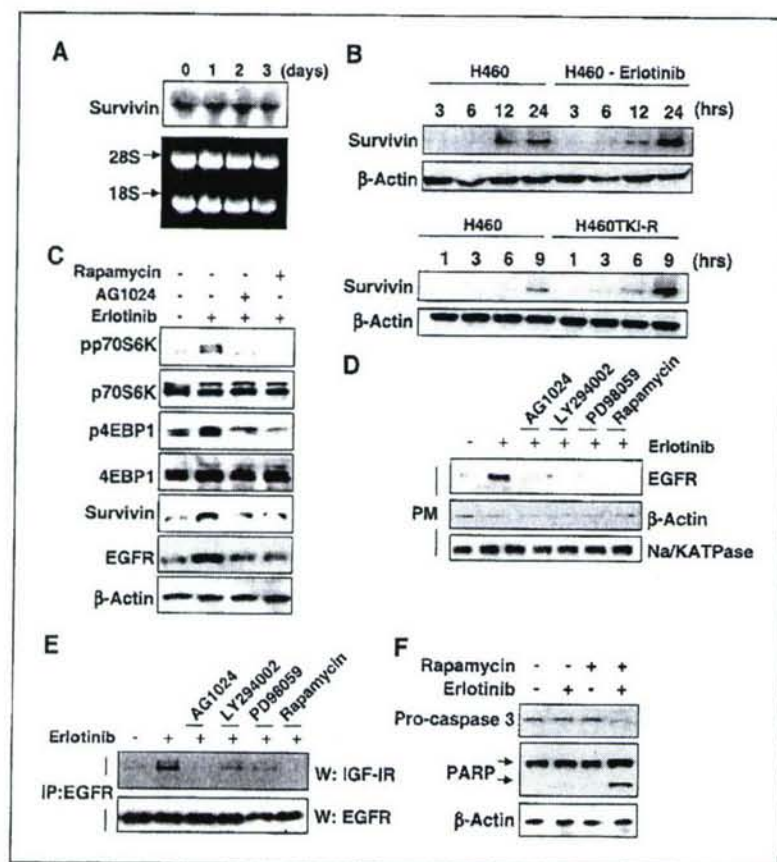 A
0 1 2 3 (days)
Survivin
28S
18S
B
H460 H460 - Erlotinib
3 6 12 24 3 6 12 24 (hrs)
Survivin
β-Actin
H460 H460TKI-R
1 3 6 9 1 3 6 9 (hrs)
Survivin
β-Actin
C
Rapamycin - - - +
AG1024 - - + -
Erlotinib - + + +
pp70S6K
p70S6K
p4EBP1
4EBP1
Survivin
EGFR
β-Actin
D
AG1024 LY294002 PD98059 Rapamycin
- + + + + + Erlotinib
EGFR
PM β-Actin
Na/KATPase
E
AG1024 LY294002 PD98059 Rapamycin
Erlotinib - + + + + +
IP:EGFR W: IGF-IR
W: EGFR
F
Rapamycin - - + +
Erlotinib - + - +
Pro-caspase 3
PARP
β-Actin